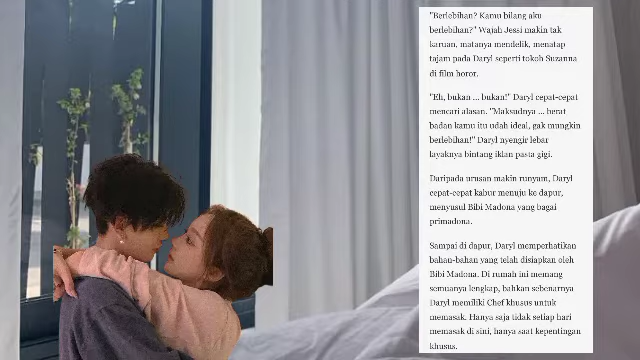 "Berlebihan? Kamu bilang aku
berlebihan?" Wajah Jessi makin tak
karuan, matanya mendelik, menatap
tajam pada Daryl seperti tokoh Suzanna
di film horor.
"Eh, bukan ... bukan!" Daryl cepat-cepat
mencari alasan. "Maksudnya ... berat
badan kamu itu udah ideal, gak mungkin
berlebihan!" Daryl nyengir lebar
layaknya bintang iklan pasta gigi.
Daripada urusan makin runyam, Daryl
cepat-cepat kabur menuju ke dapur,
menyusul Bibi Madona yang bagai
primadona.
Sampai di dapur, Daryl memperhatikan
bahan-bahan yang telah disiapkan oleh
Bibi Madona. Di rumah ini memang
semuanya lengkap, bahkan sebenarnya
Daryl memiliki Chef khusus untuk
memasak. Hanya saja tidak setiap hari
memasak di sini, hanya saat kepentingan
khusus.